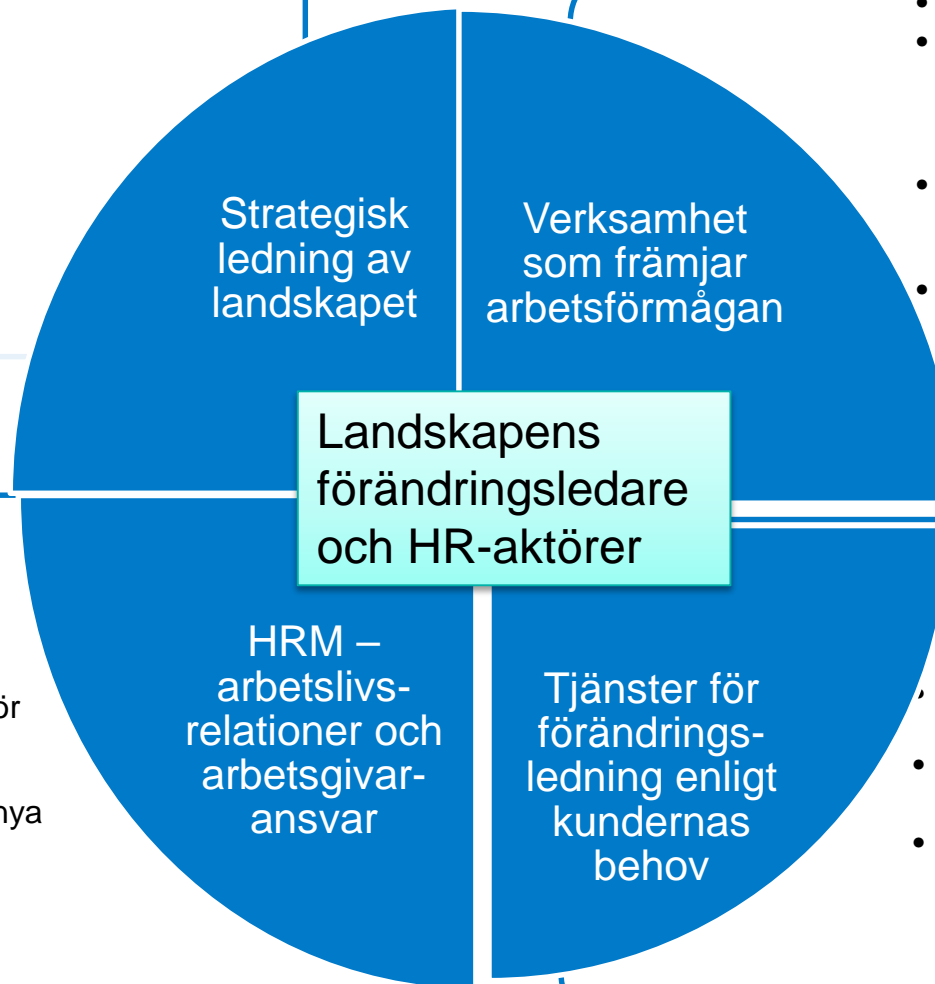 Strategisk
ledning av
landskapet
Verksamhet
som främjar
arbetsförmågan
Landskapens
förändringsledare
och HR-aktörer
HRM –
arbetslivs-
relationer och
arbetsgivar-
ansvar
Tjänster för
förändrings-
ledning enligt
kundernas
behov
nya